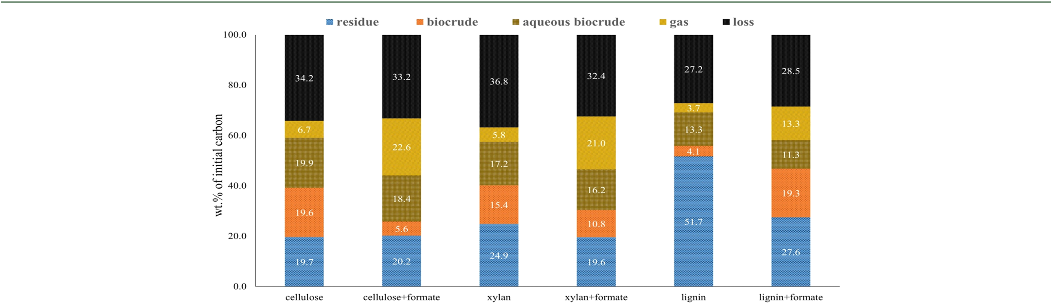 residue biocrude aqueous biocrude gas loss
100.0
80.0
60.0
40.0
20.0
0.0
wt.% of initial carbon
34.2 33.2 36.8 32.4 27.2 28.5
6.7 22.6 5.8 21.0 3.7 13.3
19.9 18.4 17.2 16.2 13.3 11.3
19.6 5.6 15.4 10.8 4.1 19.3
19.7 20.2 24.9 19.6 51.7 27.6
cellulose cellulose+formate xylan xylan+formate lignin lignin+formate